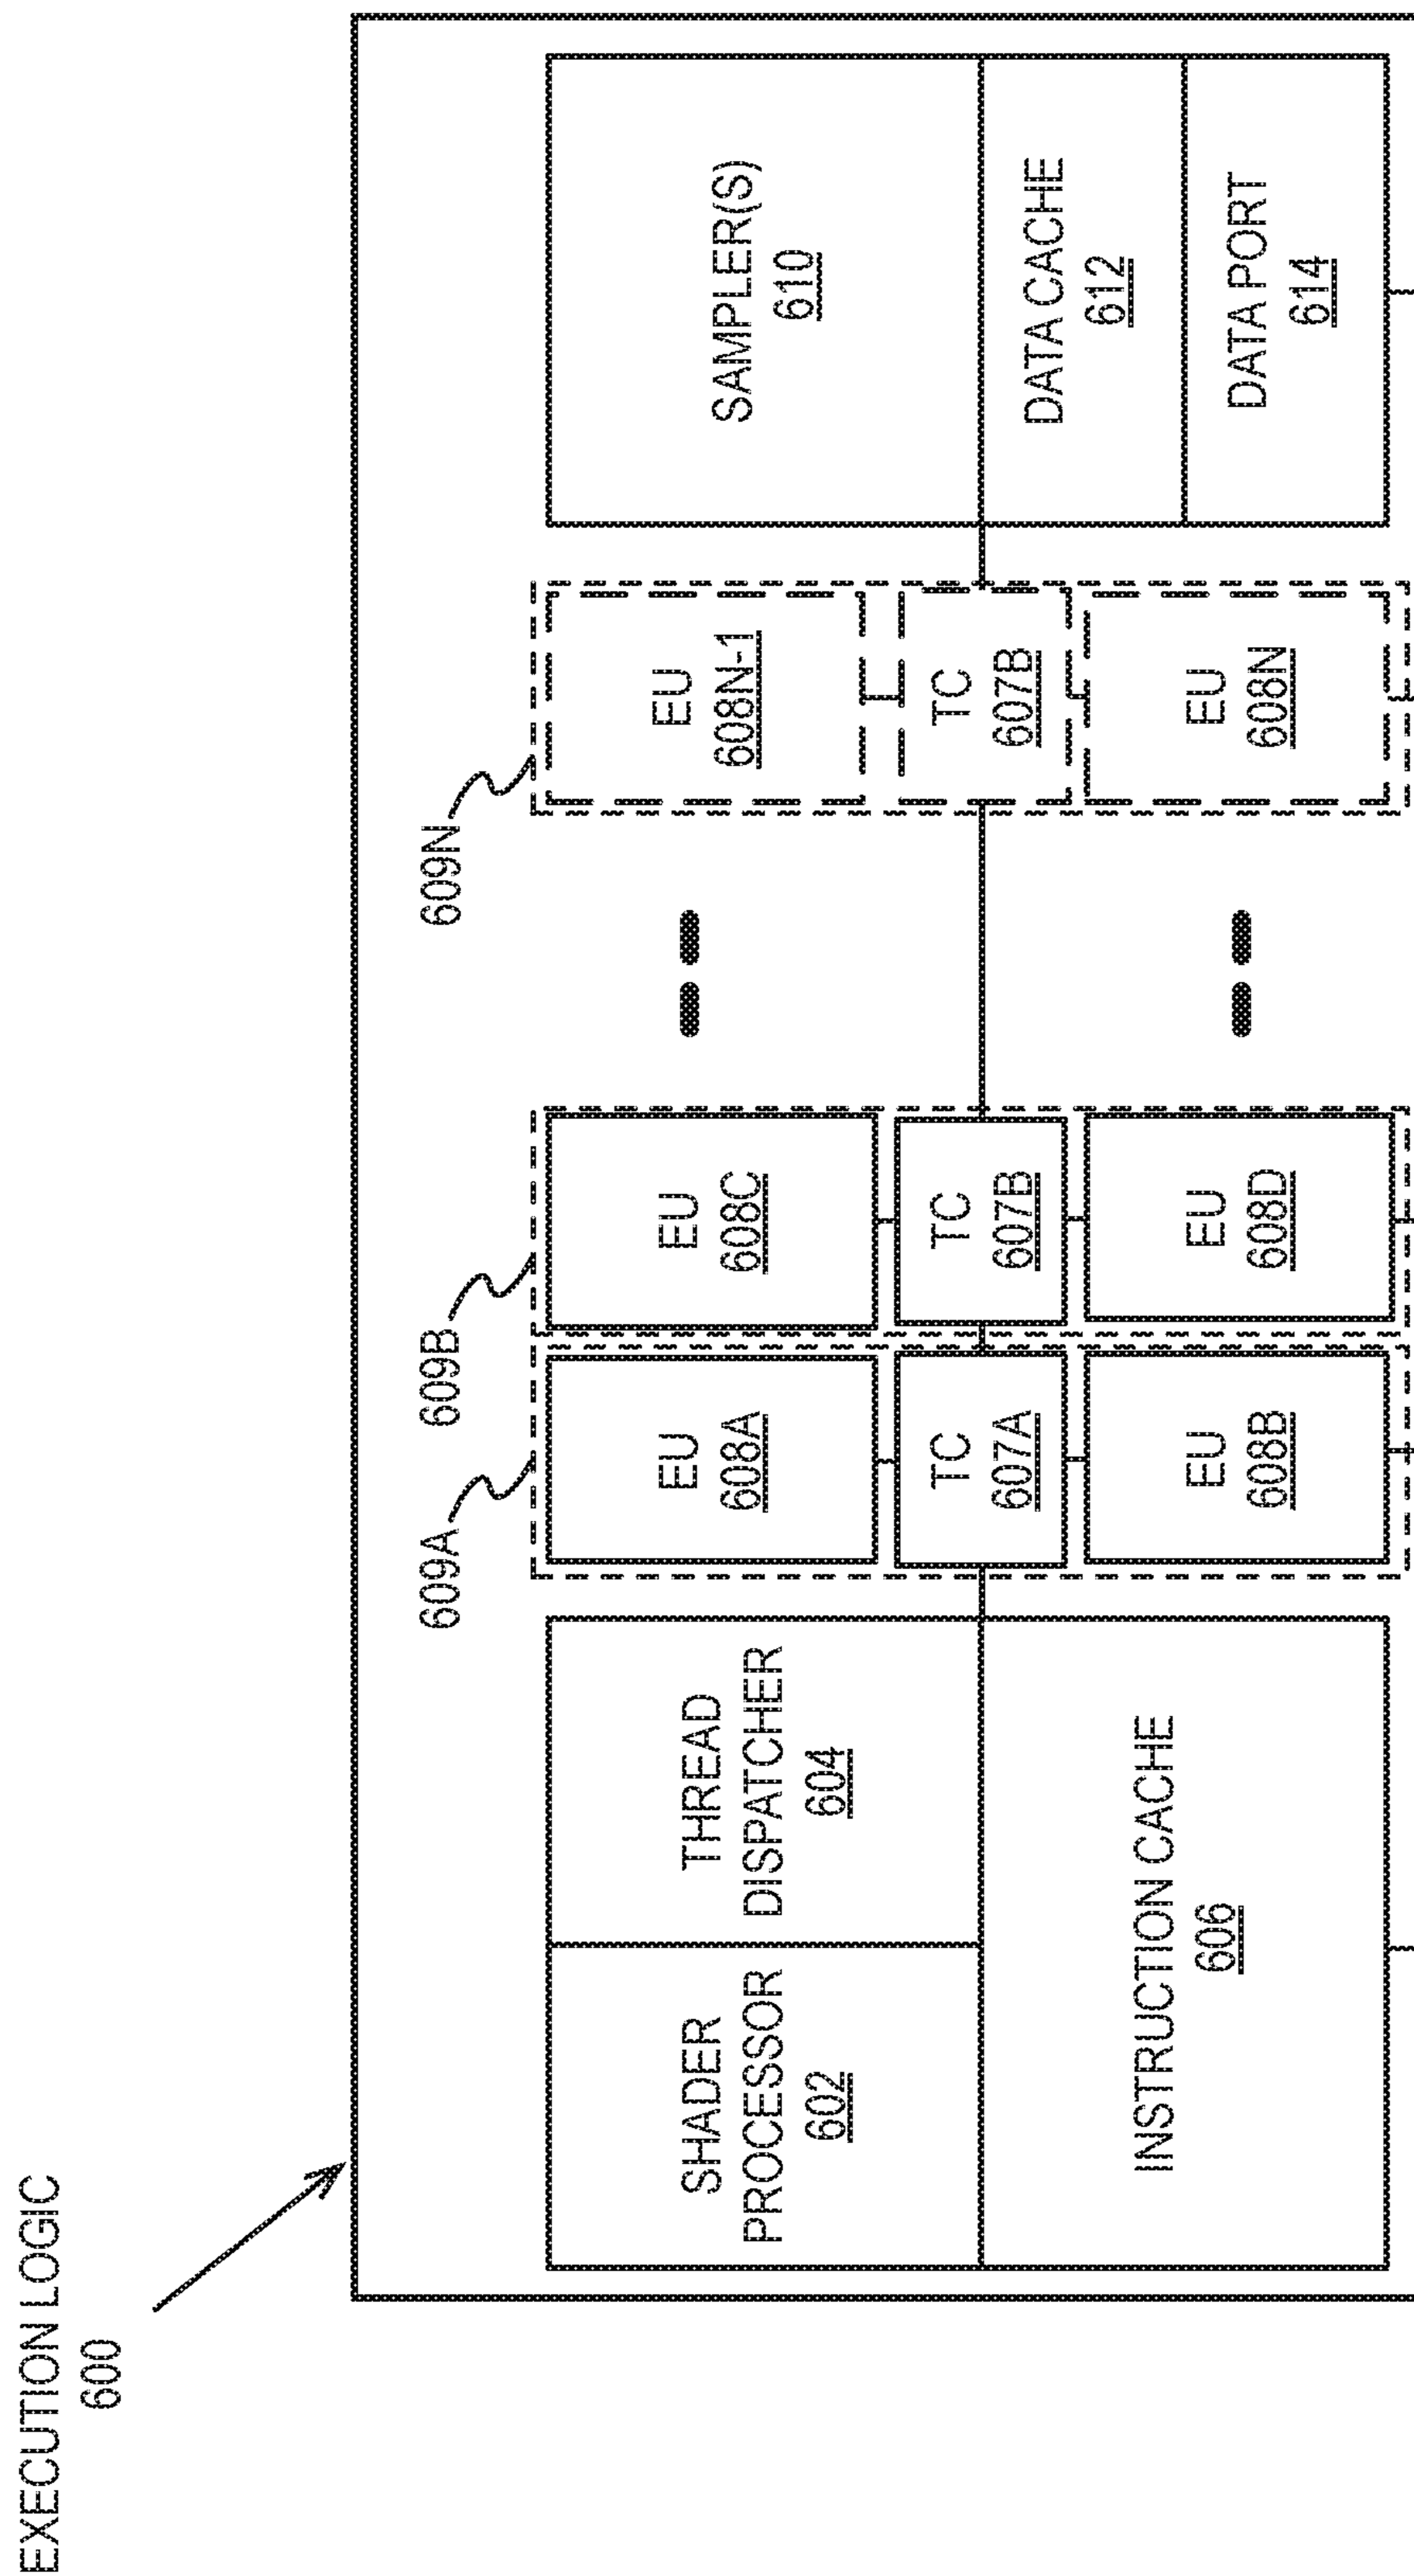 EXECUTION LOGIC
600
609A
609B
609N
SHADER
PROCESSOR
602
THREAD
DISPATCHER
604
EU
608A
EU
608C
EU
608N-1
SAMPLER(S)
610
TC
607A
TC
607B
TC
607B
DATA CACHE
612
INSTRUCTION CACHE
606
EU
608B
EU
608D
EU
608N
DATA PORT
614